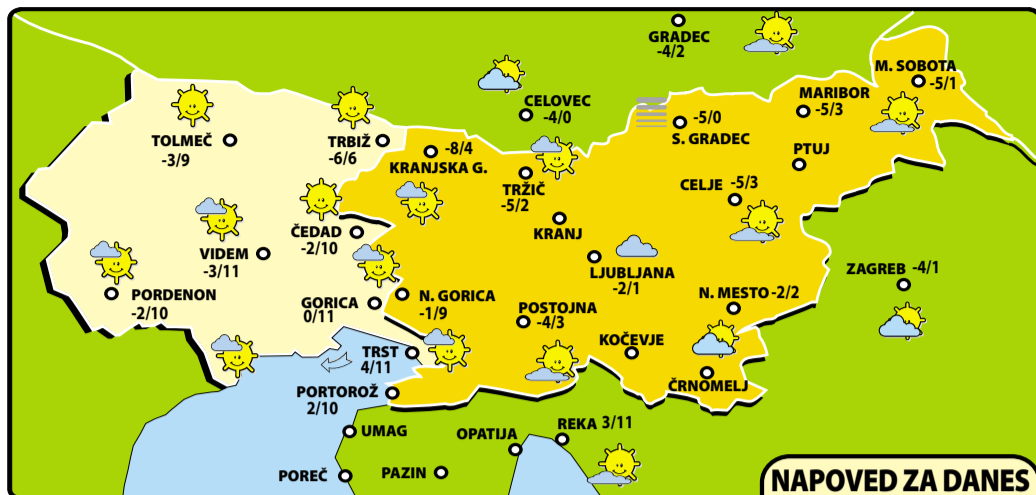 GRADEC
-4/2
M. SOBOTA
-5/1
CELOVEC
-4/0
MARIBOR
-5/3
-5/0
S. GRADEC
TOLMEČ
-3/9
TRBIŽ
-6/6
-8/4
KRANJSKA G.
TRŽIČ
-5/2
PTUJ
CELJE -5/3
ČEDAD
-2/10
KRANJ
VIDEM
-3/11
LJUBLJANA
-2/1
ZAGREB -4/1
PORDENON
-2/10
GORICA
0/11
N. GORICA
-1/9
POSTOJNA
-4/3
N. MESTO -2/2
KOČEVJE
TRST
4/11
ČRNOMELJ
PORTOROŽ
2/10
UMAG
OPATIJA
REKA 3/11
POREČ
PAZIN
NAPOVED ZA DANES